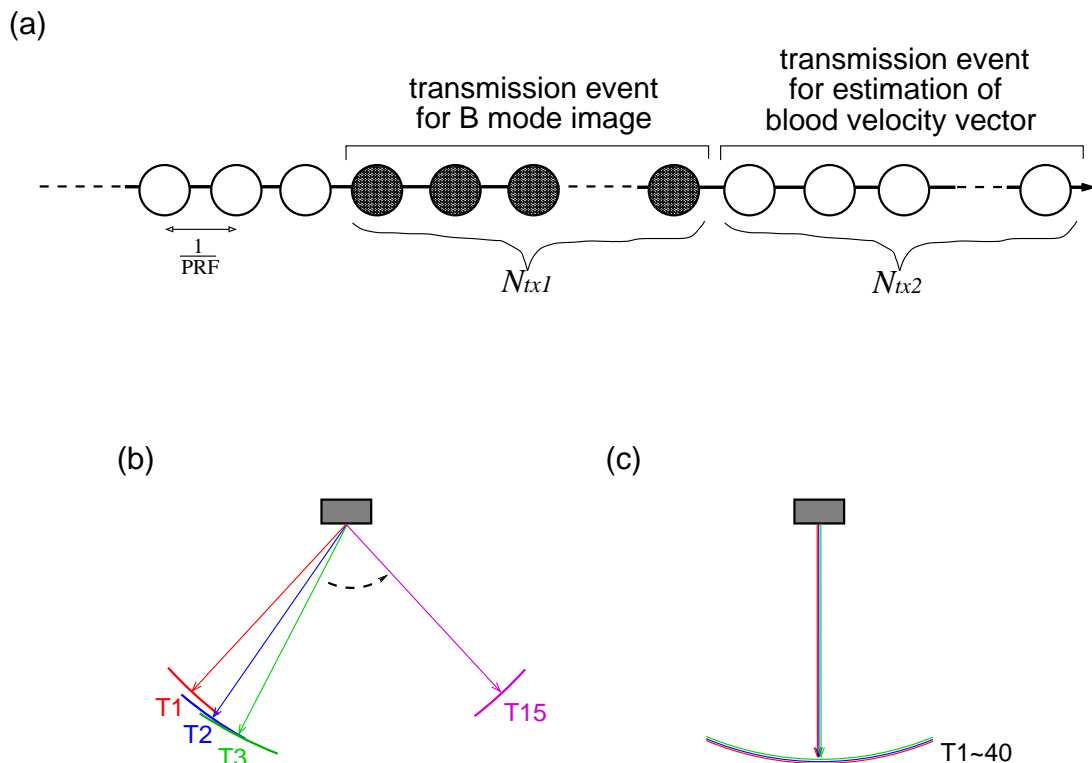 (a)
transmission event
for B mode image
transmission event
for estimation of
blood velocity vector
1
PRF
Ntx1
Ntx2
(b)
(c)
T1
T2
T3
T15
T1~40